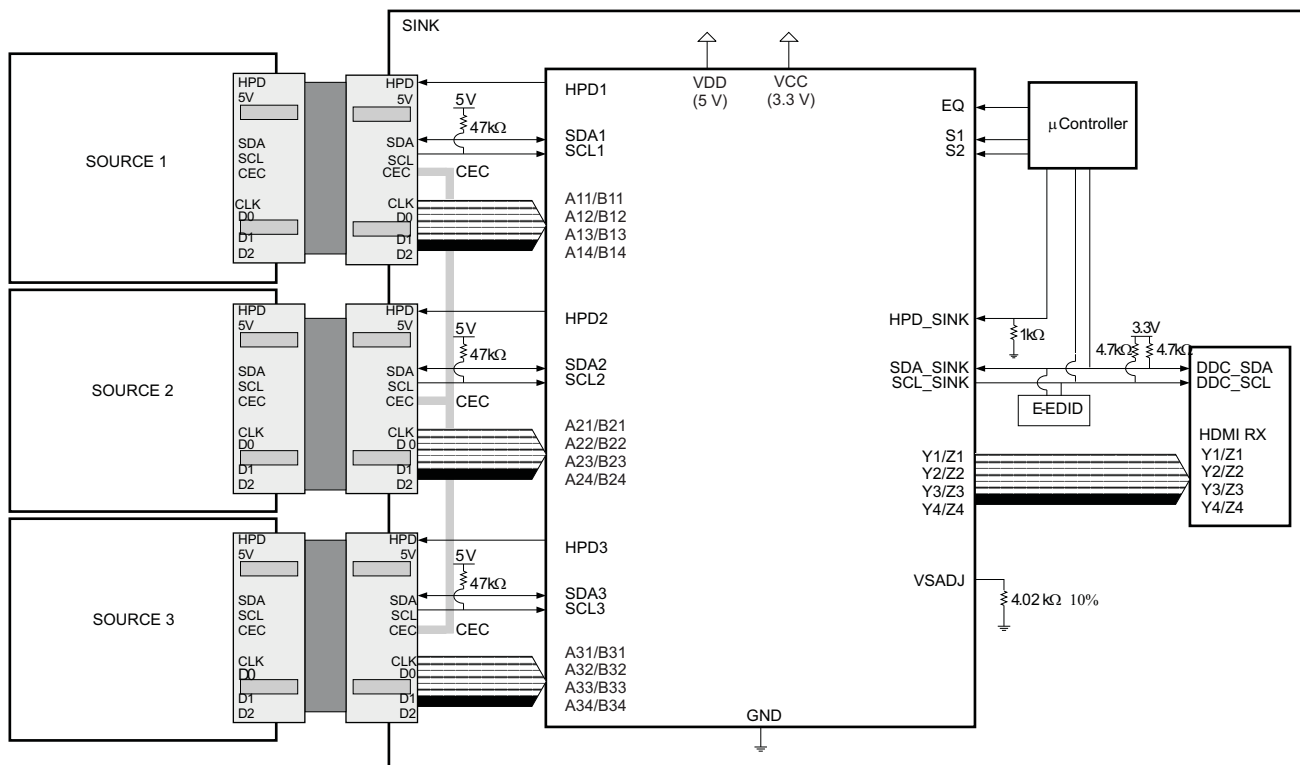 SINK
SOURCE 1
HPD
5V
SDA
SCL
CEC
CLK
D0
D1
D2
HPD
5V
SDA
SCL
CEC
CLK
D0
D1
D2
5V
47kΩ
CEC
HPD1
SDA1
SCL1
A11/B11
A12/B12
A13/B13
A14/B14
SOURCE 2
HPD
5V
SDA
SCL
CEC
CLK
D0
D1
D2
HPD
5V
SDA
SCL
CEC
CLK
D0
D1
D2
5V
47kΩ
CEC
HPD2
SDA2
SCL2
A21/B21
A22/B22
A23/B23
A24/B24
SOURCE 3
HPD
5V
SDA
SCL
CEC
CLK
D0
D1
D2
HPD
5V
SDA
SCL
CEC
CLK
D0
D1
D2
5V
47kΩ
CEC
HPD3
SDA3
SCL3
A31/B31
A32/B32
A33/B33
A34/B34
VDD
(5 V)
VCC
(3.3 V)
GND
EQ
S1
S2
μController
HPD_SINK
1kΩ
SDA_SINK
SCL_SINK
3.3V
4.7kΩ
4.7kΩ
E-EDID
DDC_SDA
DDC_SCL
HDMI RX
Y1/Z1
Y2/Z2
Y3/Z3
Y4/Z4
Y1/Z1
Y2/Z2
Y3/Z3
Y4/Z4
VSADJ
4.02 kΩ 10%